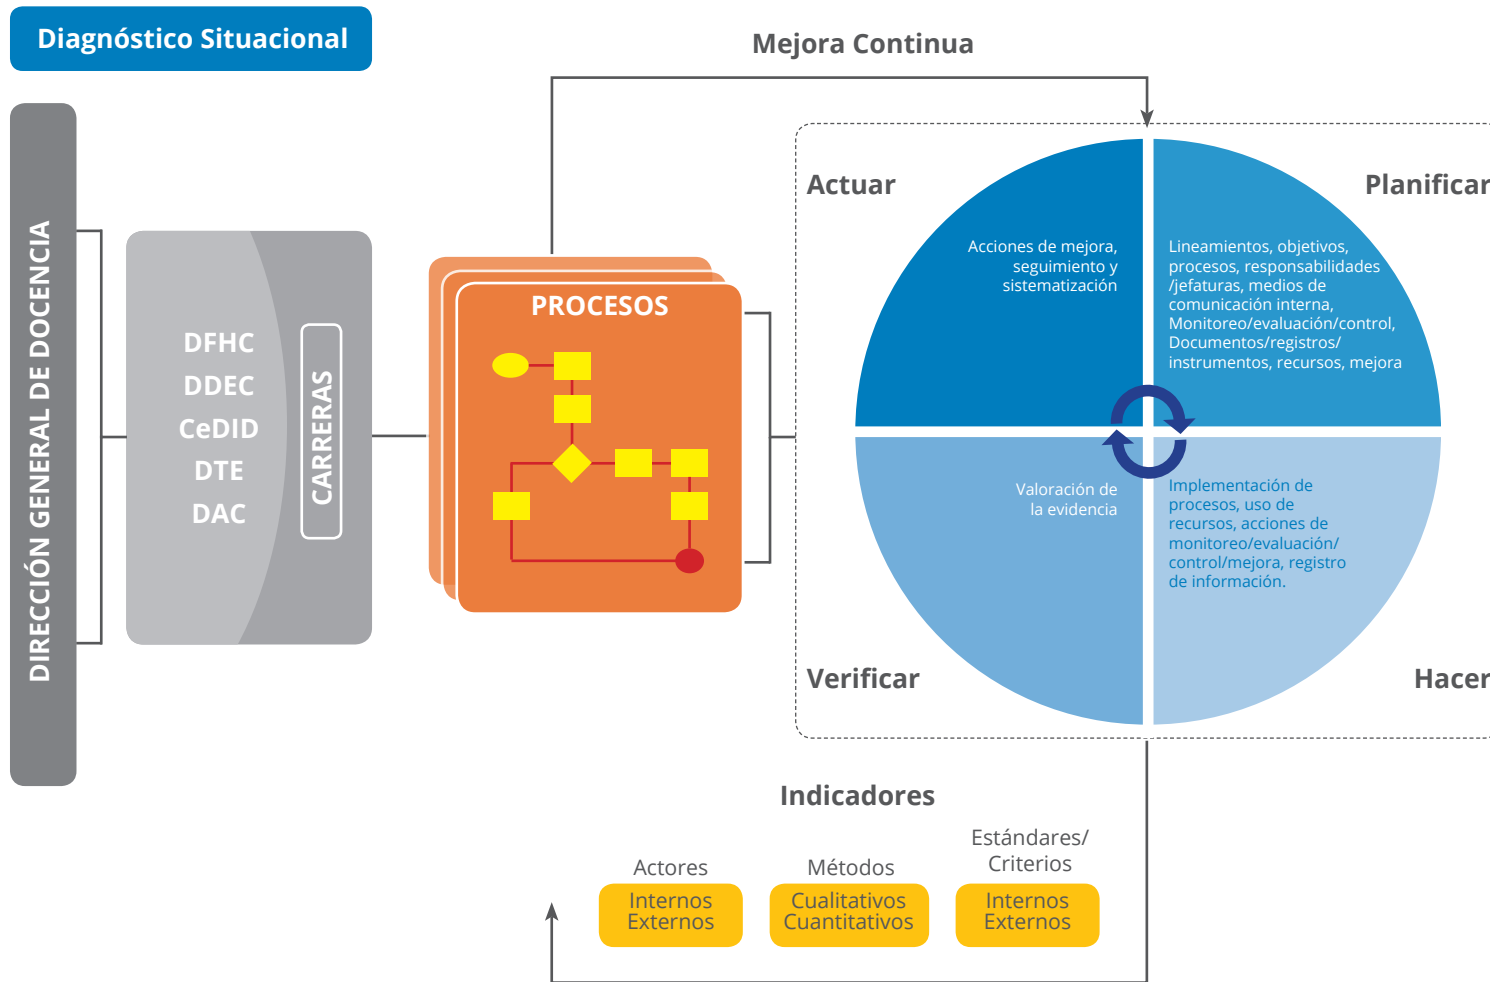 Diagnóstico Situacional
Mejora Continua
DIRECCIÓN GENERAL DE DOCENCIA
DFHC
DDEC
CeDID
DTE
DAC
CARRERAS
PROCESOS
Actuar
Planificar
Acciones de mejora,
seguimiento y
sistematización
Lineamientos, objetivos,
procesos, responsabilidades
/jefaturas, medios de
comunicación interna,
Monitoreo/evaluación/control,
Documentos/registros/
instrumentos, recursos, mejora
Valoración de
la evidencia
Implementación de
procesos, uso de
recursos, acciones de
monitoreo/evaluación/
control/mejora, registro
de información.
Verificar
Hacer
Indicadores
Actores
Internos
Externos
Métodos
Cualitativos
Cuantitativos
Estándares/
Criterios
Internos
Externos